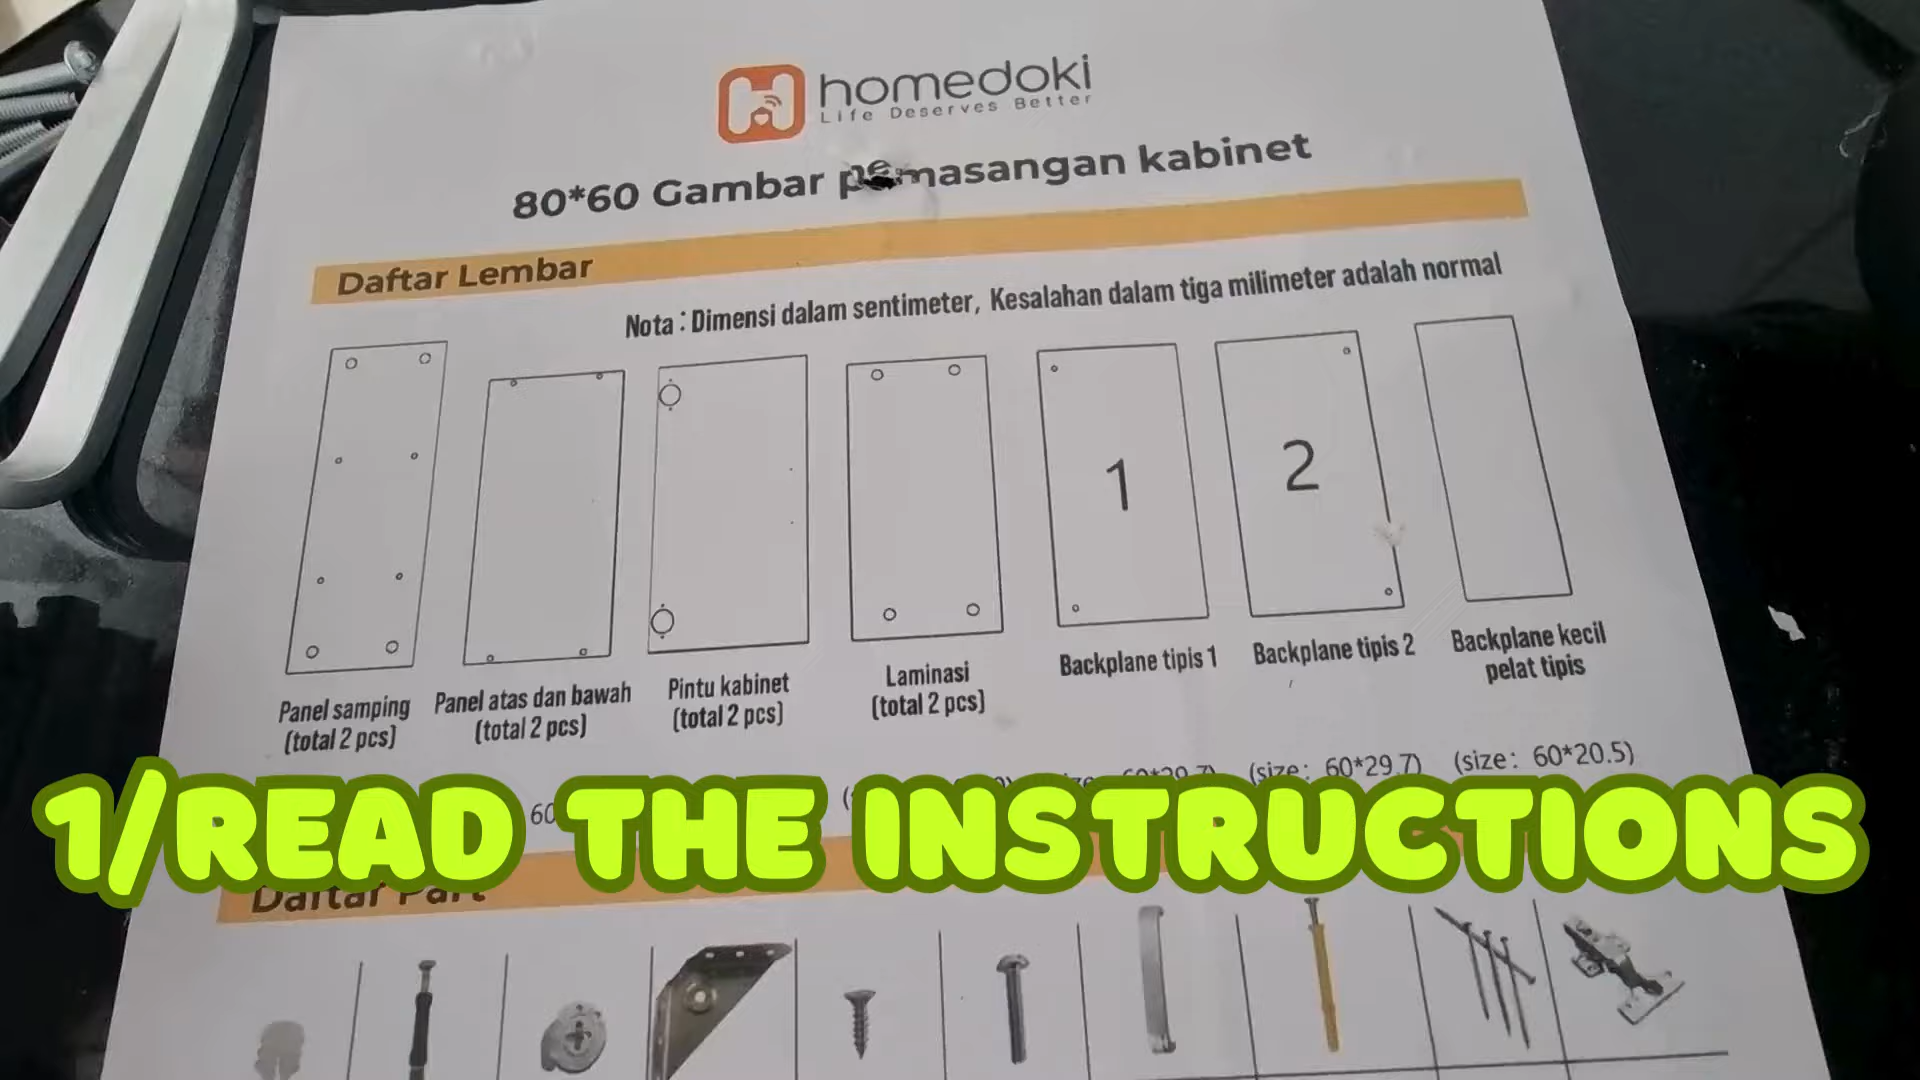 homedoki
Life Deserves Better
80*60 Gambar pemasangan kabinet
Daftar Lembar
Nota : Dimensi dalam sentimeter, Kesalahan dalam tiga milimeter adalah normal
1
2
Panel samping
(total 2 pcs)
Panel atas dan bawah
(total 2 pcs)
Pintu kabinet
(total 2 pcs)
Laminasi
(total 2 pcs)
Backplane tipis 1
Backplane tipis 2
Backplane kecil
pelat tipis
(size: 60*29.7)
(size: 60*20.5)
1/READ THE INSTRUCTIONS
Daftar Part